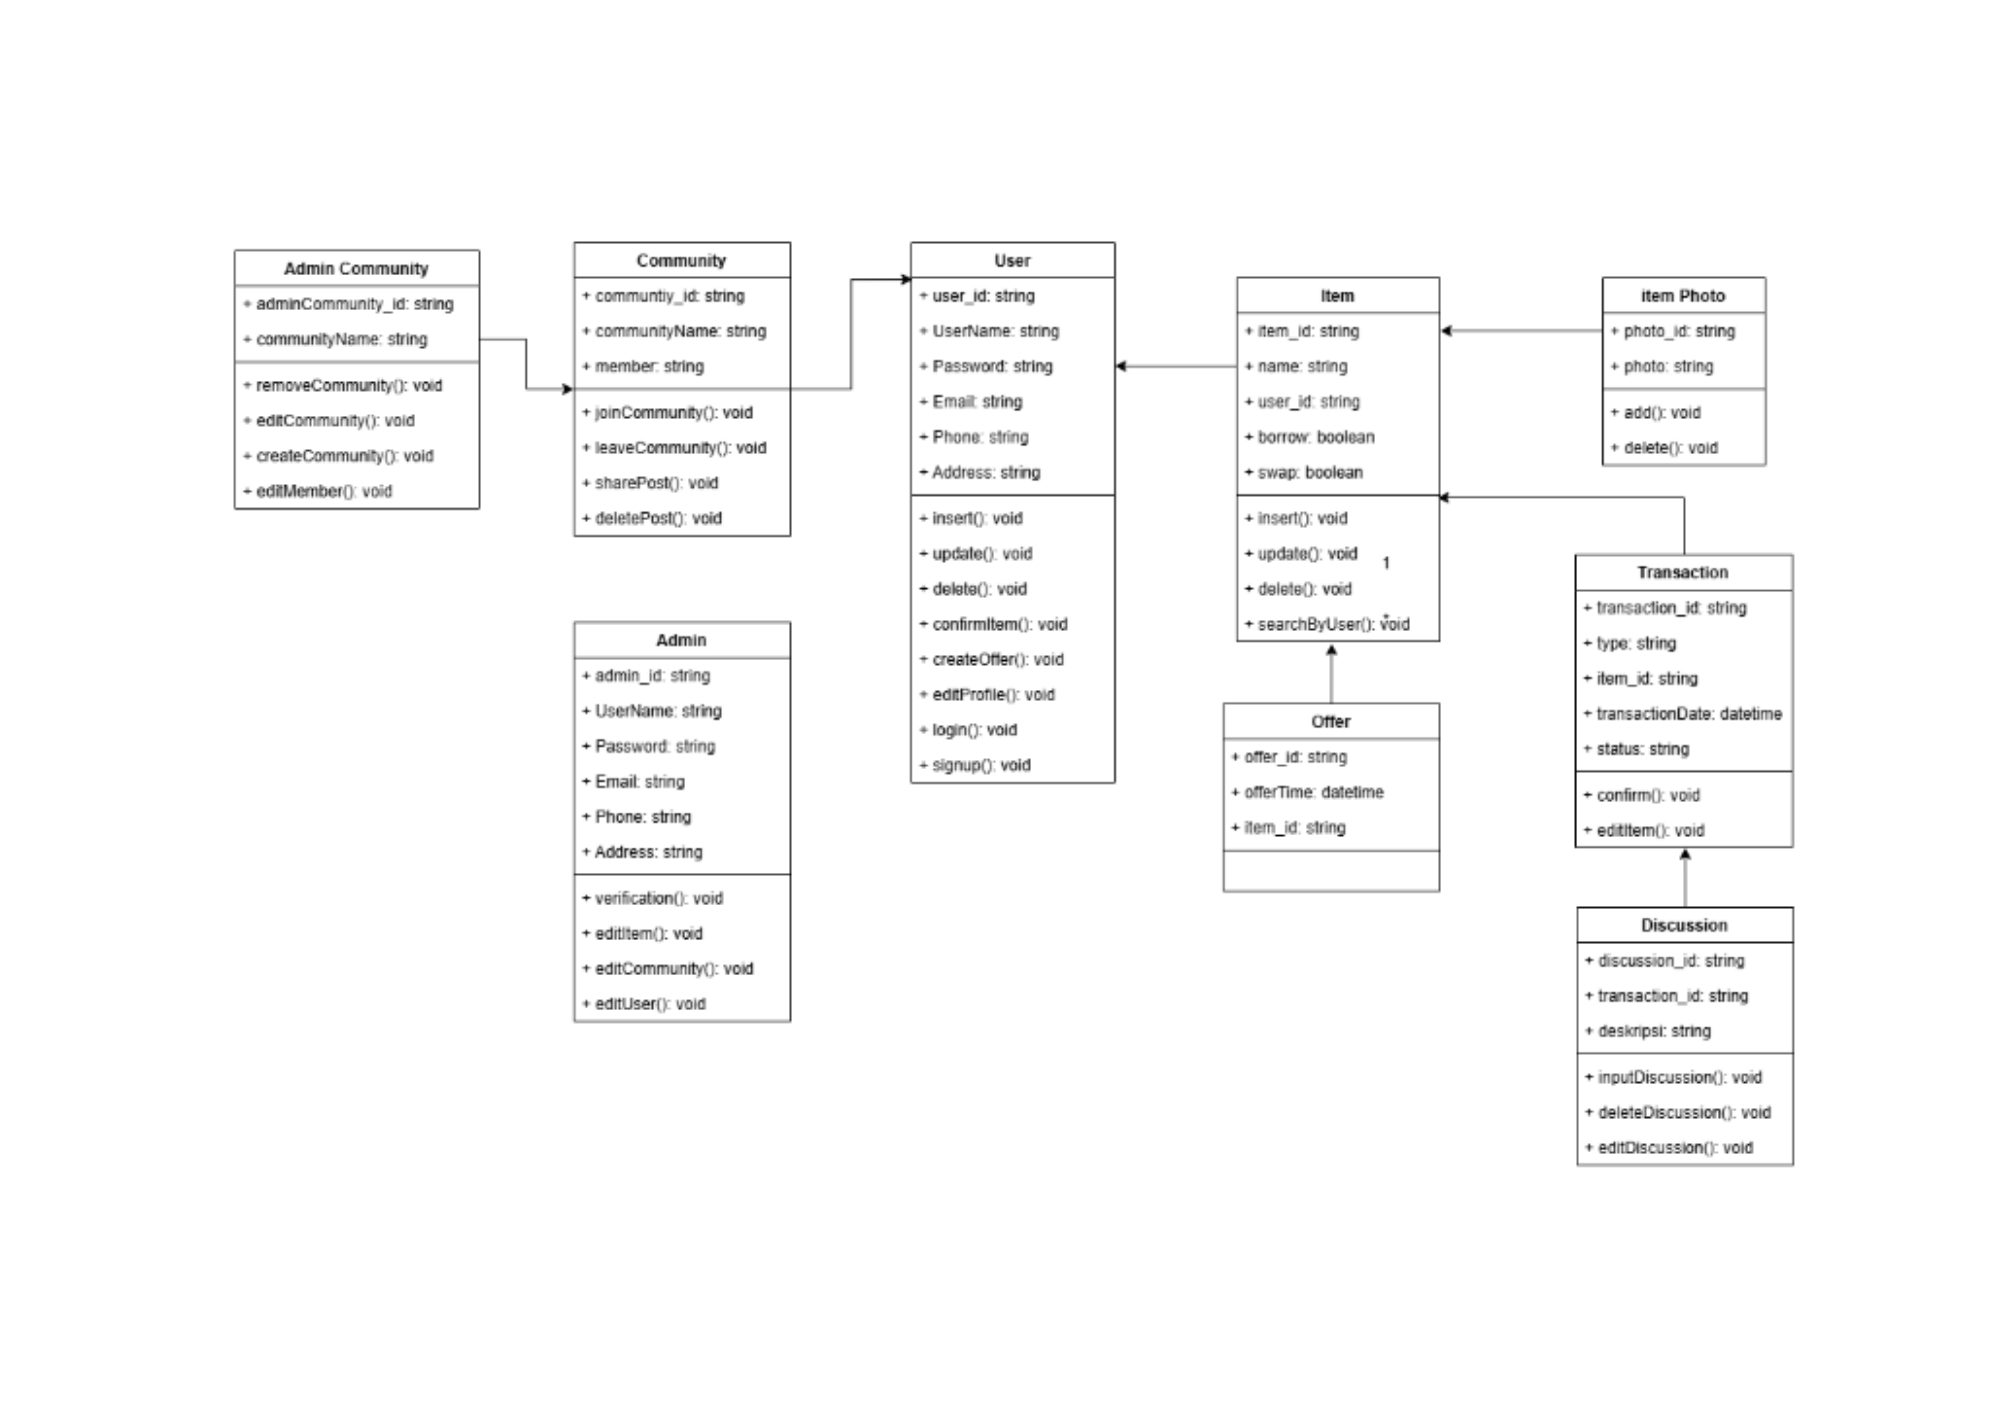 Admin Community
+ adminCommunity_id: string
+ communityName: string
+ removeCommunity(): void
+ editCommunity(): void
+ createCommunity(): void
+ editMember(): void
Community
+ communtiy_id: string
+ communityName: string
+ member: string
+ joinCommunity(): void
+ leaveCommunity(): void
+ sharePost(): void
+ deletePost(): void
Admin
+ admin_id: string
+ UserName: string
+ Password: string
+ Email: string
+ Phone: string
+ Address: string
+ verification(): void
+ editItem(): void
+ editCommunity(): void
+ editUser(): void
User
+ user_id: string
+ UserName: string
+ Password: string
+ Email: string
+ Phone: string
+ Address: string
+ insert(): void
+ update(): void
+ delete(): void
+ confirmItem(): void
+ createOffer(): void
+ editProfile(): void
+ login(): void
+ signup(): void
Item
+ item_id: string
+ name: string
+ user_id: string
+ borrow: boolean
+ swap: boolean
+ insert(): void
+ update(): void
1
+ delete(): void
*
+ searchByUser(): void
Offer
+ offer_id: string
+ offerTime: datetime
+ item_id: string
item Photo
+ photo_id: string
+ photo: string
+ add(): void
+ delete(): void
Transaction
+ transaction_id: string
+ type: string
+ item_id: string
+ transactionDate: datetime
+ status: string
+ confirm(): void
+ editItem(): void
Discussion
+ discussion_id: string
+ transaction_id: string
+ deskripsi: string
+ inputDiscussion(): void
+ deleteDiscussion(): void
+ editDiscussion(): void